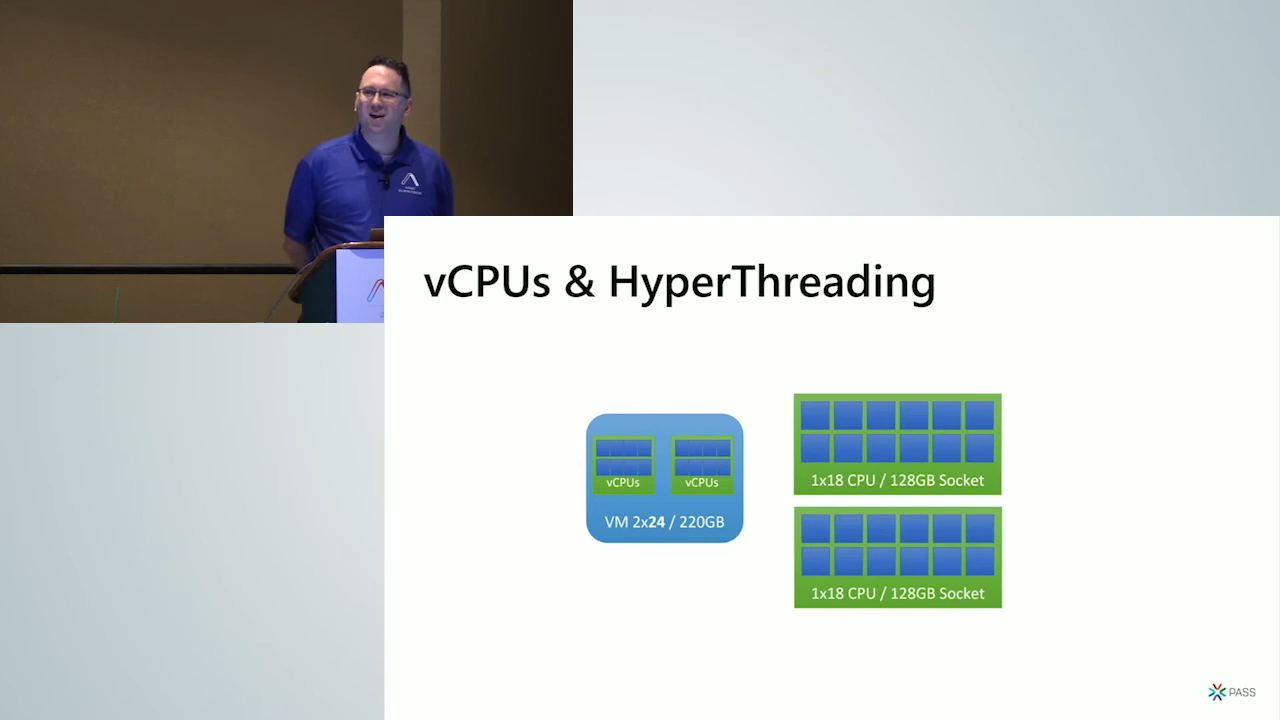 vCPUs & HyperThreading
vCPUs
vCPUs
VM 2x24 / 220GB
1x18 CPU / 128GB Socket
1x18 CPU / 128GB Socket
PASS